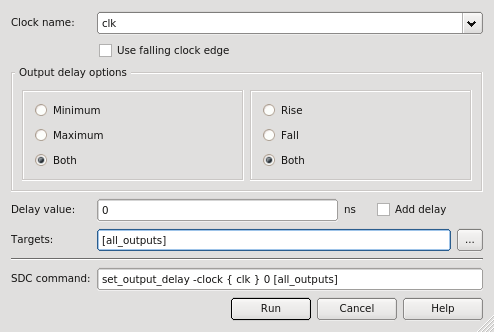 Clock name: clk
Use falling clock edge
Output delay options
Minimum Rise
Maximum Fall
Both Both
Delay value: 0 ns Add delay
Targets: [all_outputs] ...
SDC command: set_output_delay -clock { clk } 0 [all_outputs]
Run Cancel Help